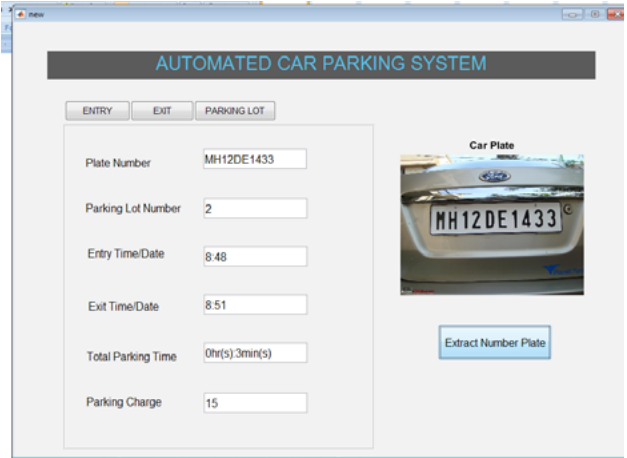 new
AUTOMATED CAR PARKING SYSTEM
ENTRY
EXIT
PARKING LOT
Plate Number
MH12DE1433
Parking Lot Number
2
Entry Time/Date
8:48
Exit Time/Date
8:51
Total Parking Time
0hr(s):3min(s)
Parking Charge
15
Car Plate
Ford
MH12DE1433
Extract Number Plate